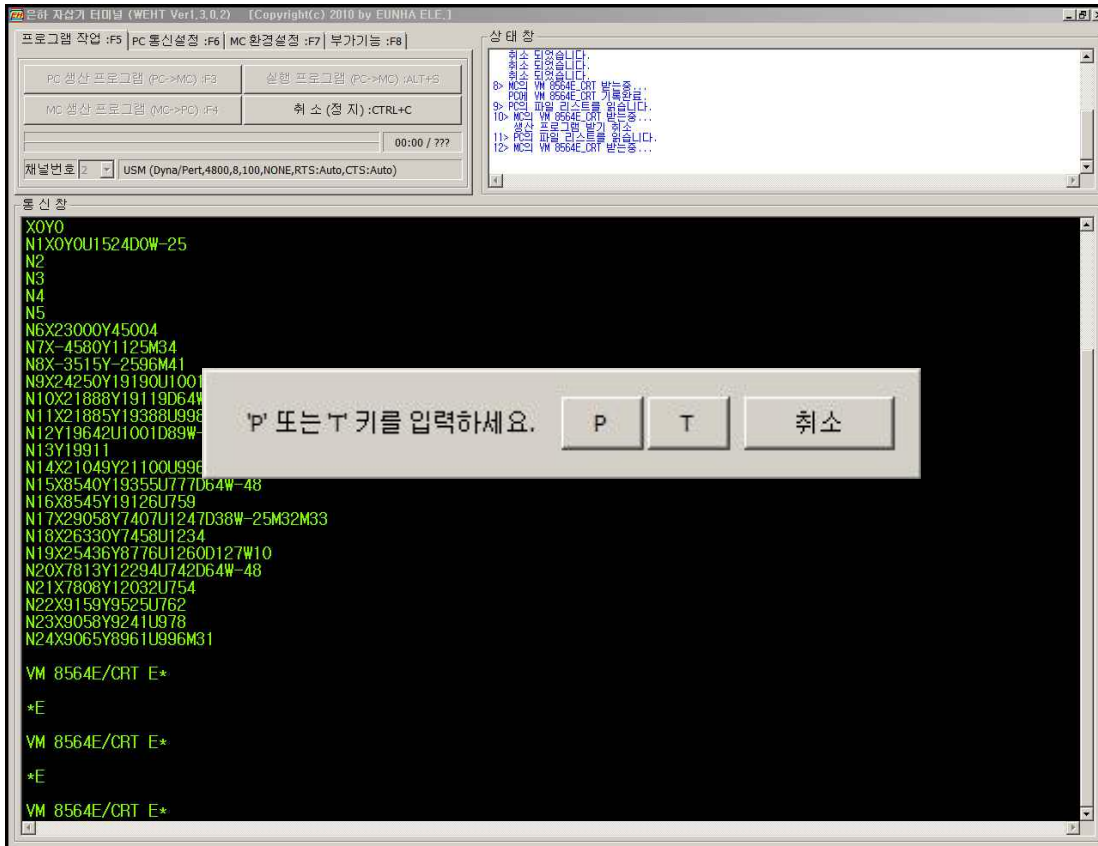 은하 자삽기 터미널 (WEHT Ver1.3.0.2) [Copyright(c) 2010 by EUNHA ELE.]
프로그램 작업 :F5 PC 통신설정 :F6 MC 환경설정 :F7 부가기능 :F8
PC 생산 프로그램 (PC->MC) :F3 실행 프로그램 (PC->MC) :ALT+S
MC 생산 프로그램 (MC->PC) :F4 취 소 (정 지) :CTRL+C
00:00 / ???
채널번호 2 USM (Dyna/Pert,4800,8,100,NONE,RTS:Auto,CTS:Auto)
상 태 창
취소 되었습니다.
취소 되었습니다.
취소 되었습니다.
8> MC의 VM 8564E_CRT 받는중...
PC에 VM 8564E_CRT 기록완료.
9> PC의 파일 리스트를 읽습니다.
10> MC의 VM 8564E_CRT 받는중...
생산 프로그램 받기 취소
11> PC의 파일 리스트를 읽습니다.
12> MC의 VM 8564E_CRT 받는중...
통 신 창
X0Y0
N1X0Y0U1524D0W-25
N2
N3
N4
N5
N6X23000Y45004
N7X-4580Y1125M34
N8X-3515Y-2596M41
N9X24250Y19190U1001
N10X21888Y19119D64W
N11X21885Y19388U998
N12Y19642U1001D89W-
N13Y19911
N14X21049Y21100U996
N15X8540Y19355U777D64W-48
N16X8545Y19126U759
N17X29058Y7407U1247D38W-25M32M33
N18X26330Y7458U1234
N19X25436Y8776U1260D127W10
N20X7813Y12294U742D64W-48
N21X7808Y12032U754
N22X9159Y9525U762
N23X9058Y9241U978
N24X9065Y8961U996M31
VM 8564E/CRT E*
*E
VM 8564E/CRT E*
*E
VM 8564E/CRT E*
'P' 또는 'T' 키를 입력하세요. P T 취소